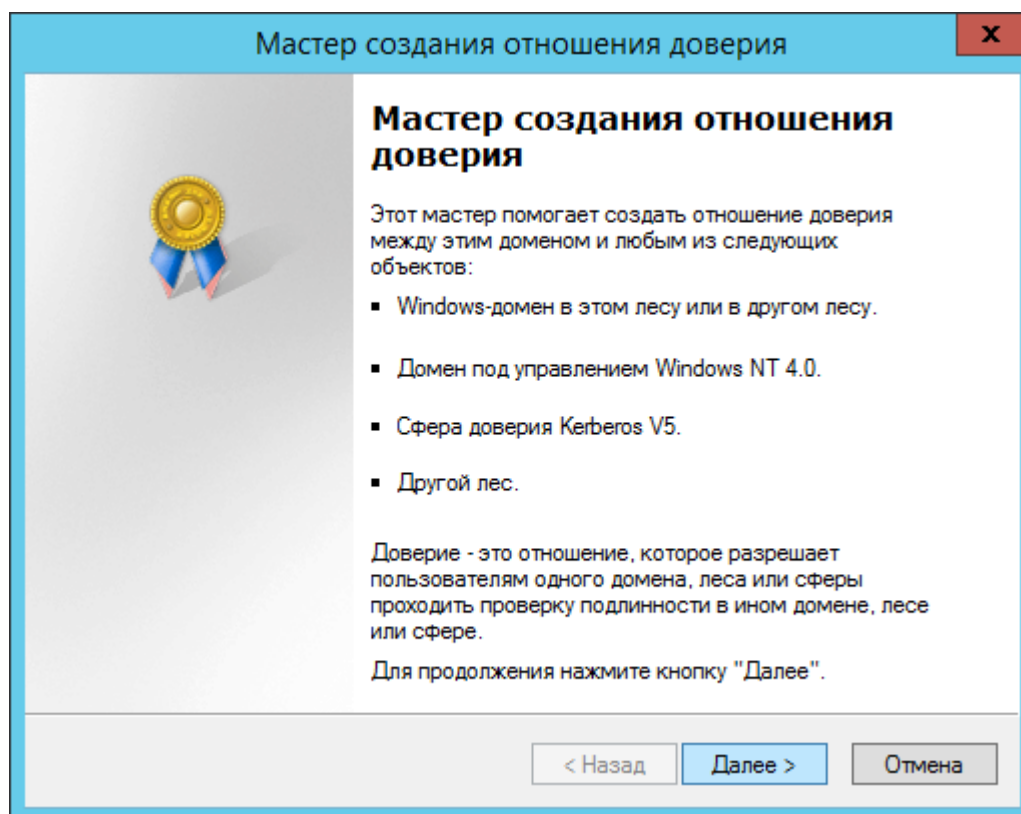 Мастер создания отношения доверия
x
Мастер создания отношения
доверия
Этот мастер помогает создать отношение доверия
между этим доменом и любым из следующих
объектов:
▪ Windows-домен в этом лесу или в другом лесу.
▪ Домен под управлением Windows NT 4.0.
▪ Сфера доверия Kerberos V5.
▪ Другой лес.
Доверие - это отношение, которое разрешает
пользователям одного домена, леса или сферы
проходить проверку подлинности в ином домене, лесе
или сфере.
Для продолжения нажмите кнопку "Далее".
< Назад
Далее >
Отмена